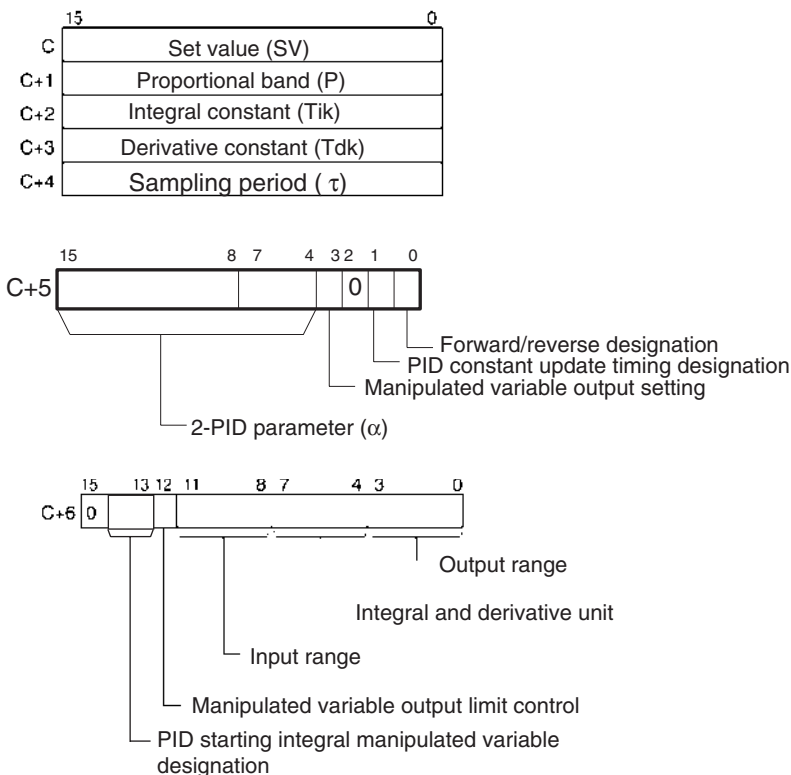 15 0
C Set value (SV)
C+1 Proportional band (P)
C+2 Integral constant (Tik)
C+3 Derivative constant (Tdk)
C+4 Sampling period ( τ)
15 8 7 4 3 2 1 0
C+5 0
Forward/reverse designation
PID constant update timing designation
Manipulated variable output setting
2-PID parameter (α)
15 13 12 11 8 7 4 3 0
C+6 0
Output range
Integral and derivative unit
Input range
Manipulated variable output limit control
PID starting integral manipulated variable
designation